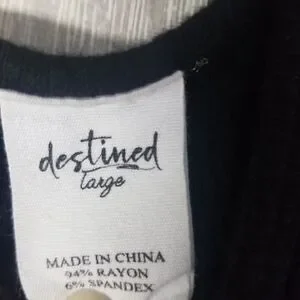 destined
large
MADE IN CHINA
94% RAYON
6% SPANDEX